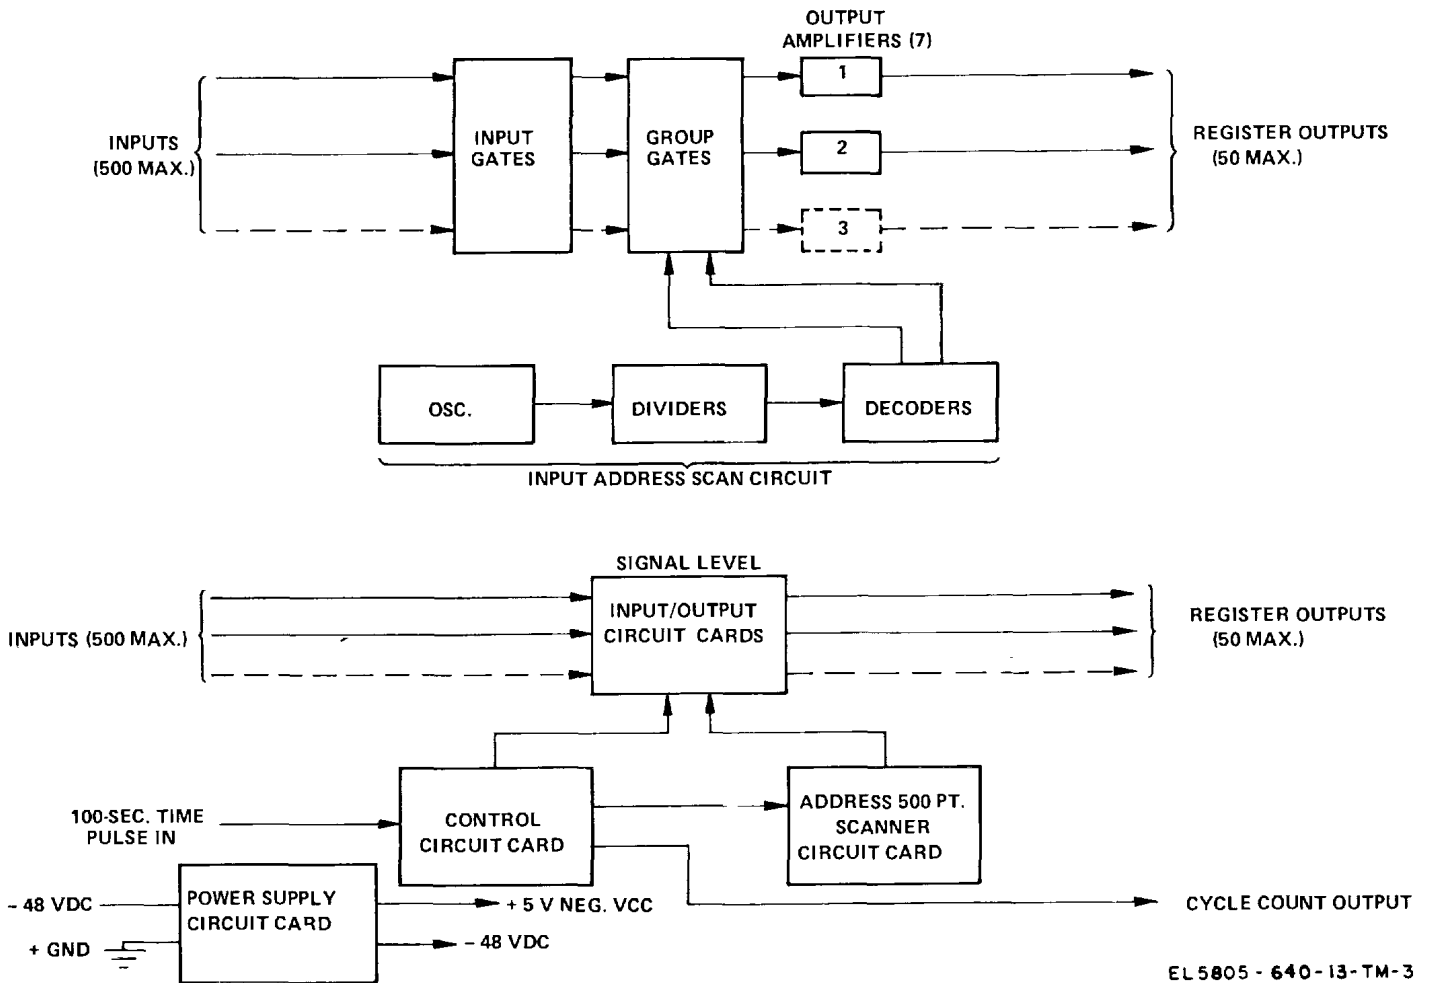 OUTPUT
AMPLIFIERS (7)
1
INPUTS
(500 MAX.)
INPUT
GATES
GROUP
GATES
2
REGISTER OUTPUTS
(50 MAX.)
3
OSC.
DIVIDERS
DECODERS
INPUT ADDRESS SCAN CIRCUIT
SIGNAL LEVEL
INPUTS (500 MAX.)
INPUT/OUTPUT
CIRCUIT CARDS
REGISTER OUTPUTS
(50 MAX.)
100-SEC. TIME
PULSE IN
CONTROL
CIRCUIT CARD
ADDRESS 500 PT.
SCANNER
CIRCUIT CARD
- 48 VDC
+ GND
POWER SUPPLY
CIRCUIT CARD
+ 5 V NEG. VCC
- 48 VDC
CYCLE COUNT OUTPUT
EL5805 - 640-13-TM-3